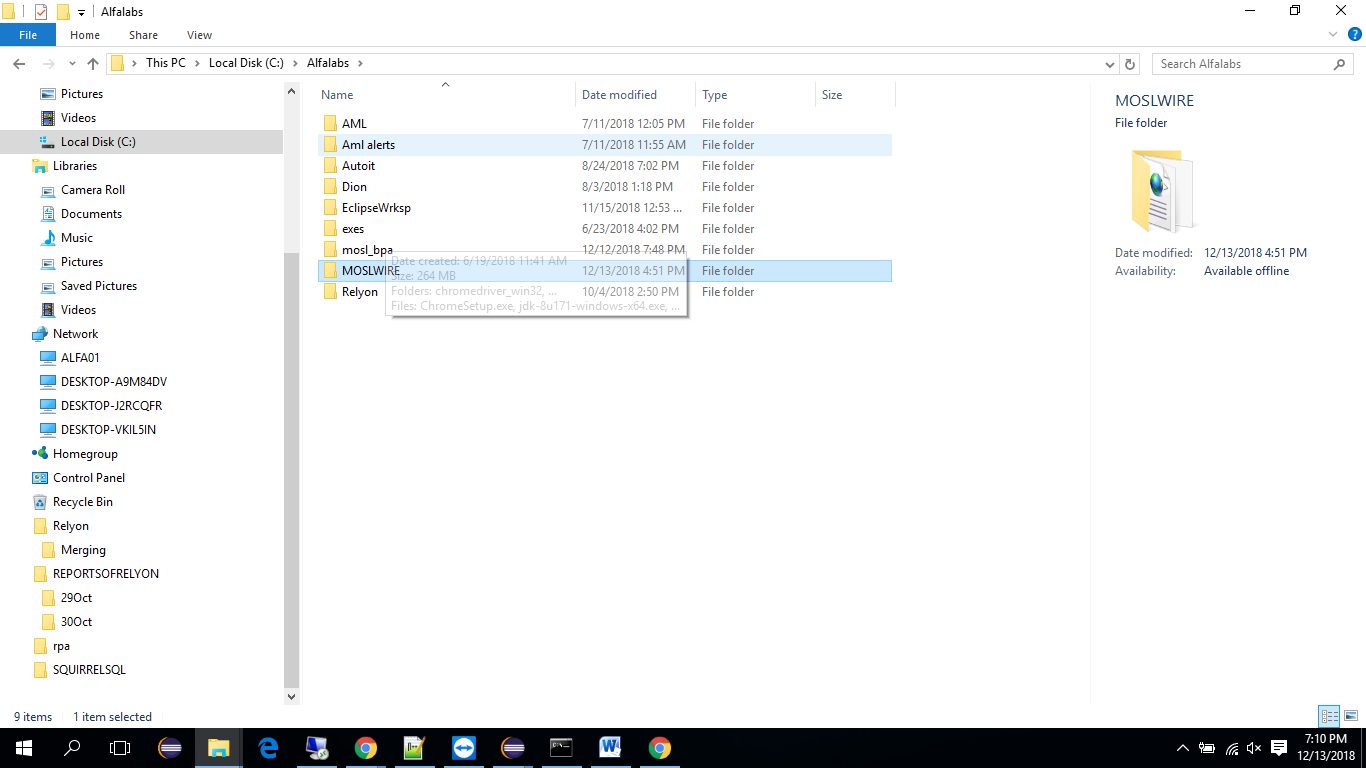 Alfalabs
File Home Share View
This PC Local Disk (C:) Alfalabs
Search Alfalabs
Pictures
Videos
Local Disk (C:)
Libraries
Camera Roll
Documents
Music
Pictures
Saved Pictures
Videos
Network
ALFA01
DESKTOP-A9M84DV
DESKTOP-J2RCQFR
DESKTOP-VKIL5IN
Homegroup
Control Panel
Recycle Bin
Relyon
Merging
REPORTSOFRELYON
29Oct
30Oct
rpa
SQUIRRELSQL
Name Date modified Type Size
AML 7/11/2018 12:05 PM File folder
Aml alerts 7/11/2018 11:55 AM File folder
Autoit 8/24/2018 7:02 PM File folder
Dion 8/3/2018 1:18 PM File folder
EclipseWrksp 11/15/2018 12:53 ... File folder
exes 6/23/2018 4:02 PM File folder
mosl_bpa 12/12/2018 7:48 PM File folder
MOSLWIRE 12/13/2018 4:51 PM File folder
Relyon 10/4/2018 2:50 PM File folder
Date created: 6/19/2018 11:41 AM
Size: 264 MB
Folders: chromedriver_win32, ...
Files: ChromeSetup.exe, jdk-8u171-windows-x64.exe, ...
MOSLWIRE
File folder
Date modified: 12/13/2018 4:51 PM
Availability: Available offline
9 items 1 item selected
7:10 PM
12/13/2018